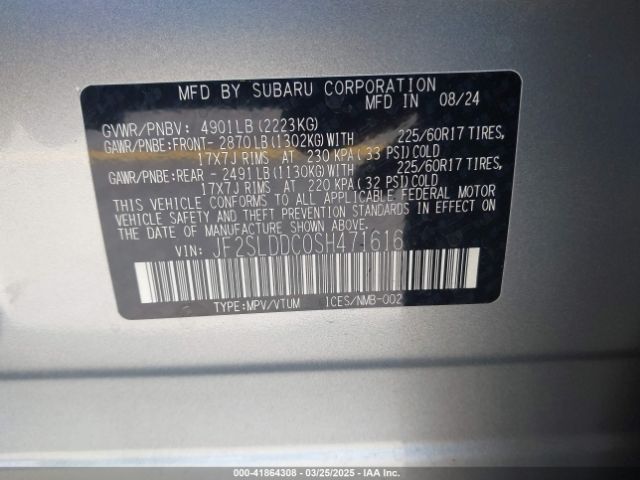 MFD BY SUBARU CORPORATION
MFD IN 08/24
GVWR/PNBV: 4901LB(2223KG)
GAWR/PNBE:FRONT- 2870LB(1302KG)WITH 225/60R17 TIRES,
17X7J RIMS AT 230 KPA(33 PSI)COLD
GAWR/PNBE:REAR - 2491LB(1130KG)WITH 225/60R17 TIRES,
17X7J RIMS AT 220 KPA(32 PSI)COLD
THIS VEHICLE CONFORMS TO ALL APPLICABLE FEDERAL MOTOR
VEHICLE SAFETY AND THEFT PREVENTION STANDARDS IN EFFECT ON
THE DATE OF MANUFACTURE SHOWN ABOVE.
VIN: JF2SLDDC0SH471616
TYPE:MPV/VTUM ICES/NMB-002
000-41864308 | 03/25/2025 | IAA Inc.